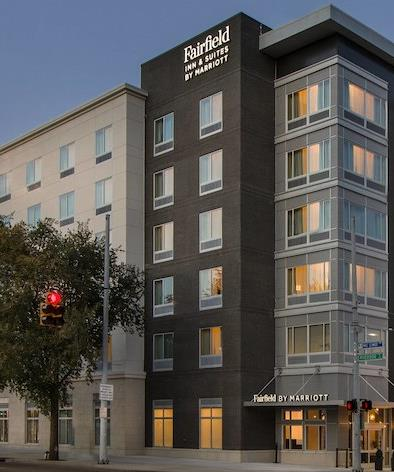 Fairfield
INN & SUITES
BY MARRIOTT
Fairfield BY MARRIOTT